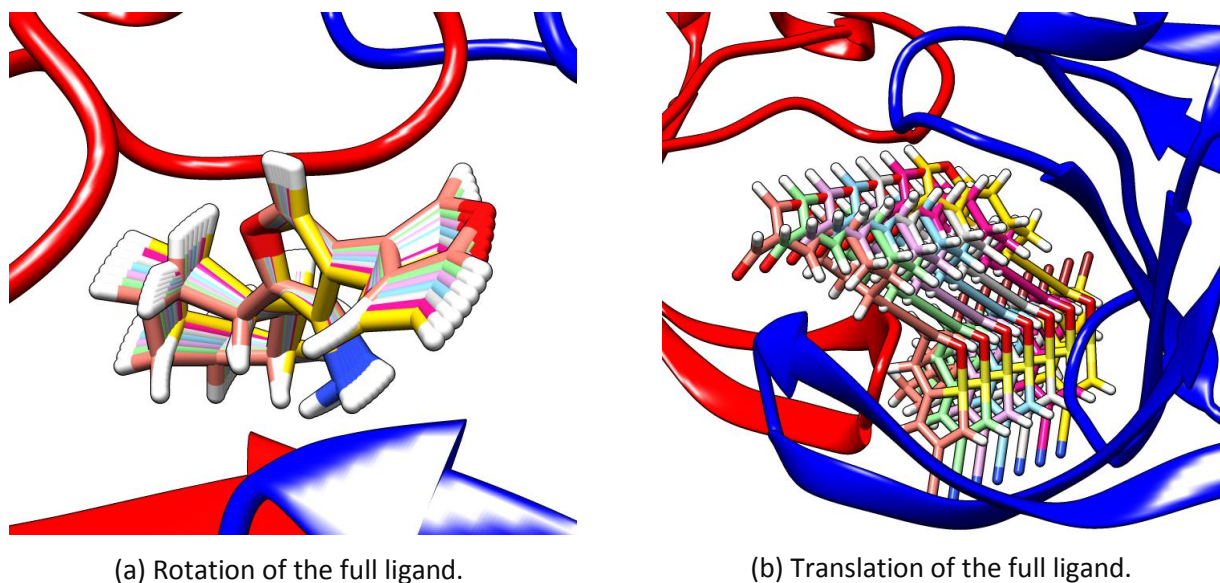 (a) Rotation of the full ligand.
(b) Translation of the full ligand.